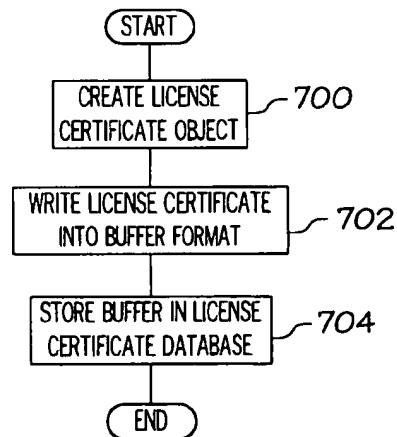 START
CREATE LICENSE
CERTIFICATE OBJECT
700
WRITE LICENSE CERTIFICATE
INTO BUFFER FORMAT
702
STORE BUFFER IN LICENSE
CERTIFICATE DATABASE
704
END